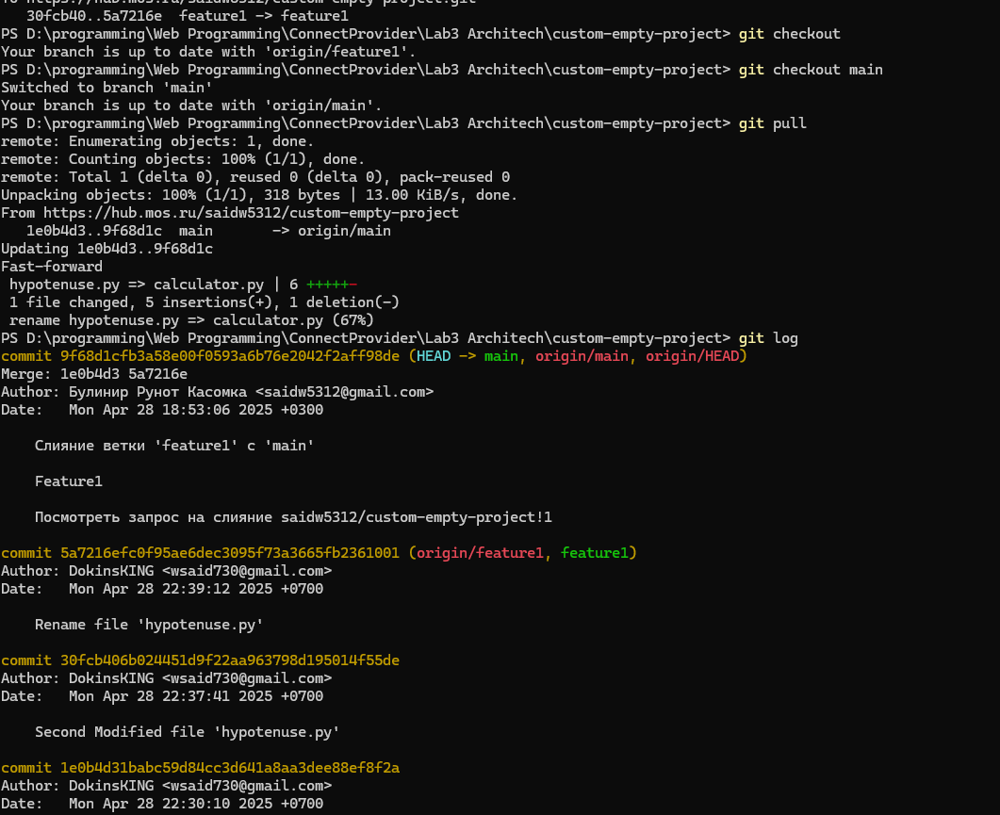 To https://hub.mos.ru/saidw5312/custom-empty-project.git
   30fcb40..5a7216e  feature1 -> feature1
PS D:\programming\Web Programming\ConnectProvider\Lab3 Architech\custom-empty-project> git checkout
Your branch is up to date with 'origin/feature1'.
PS D:\programming\Web Programming\ConnectProvider\Lab3 Architech\custom-empty-project> git checkout main
Switched to branch 'main'
Your branch is up to date with 'origin/main'.
PS D:\programming\Web Programming\ConnectProvider\Lab3 Architech\custom-empty-project> git pull
remote: Enumerating objects: 1, done.
remote: Counting objects: 100% (1/1), done.
remote: Total 1 (delta 0), reused 0 (delta 0), pack-reused 0
Unpacking objects: 100% (1/1), 318 bytes | 13.00 KiB/s, done.
From https://hub.mos.ru/saidw5312/custom-empty-project
   1e0b4d3..9f68d1c  main       -> origin/main
Updating 1e0b4d3..9f68d1c
Fast-forward
 hypotenuse.py => calculator.py | 6 +++++-
 1 file changed, 5 insertions(+), 1 deletion(-)
 rename hypotenuse.py => calculator.py (67%)
PS D:\programming\Web Programming\ConnectProvider\Lab3 Architech\custom-empty-project> git log
commit 9f68d1cfb3a58e00f0593a6b76e2042f2aff98de (HEAD -> main, origin/main, origin/HEAD)
Merge: 1e0b4d3 5a7216e
Author: Булинир Рунот Касомка <saidw5312@gmail.com>
Date:   Mon Apr 28 18:53:06 2025 +0300
    Слияние ветки 'feature1' с 'main'
    Feature1
    Посмотреть запрос на слияние saidw5312/custom-empty-project!1
commit 5a7216efc0f95ae6dec3095f73a3665fb2361001 (origin/feature1, feature1)
Author: DokinsKING <wsaid730@gmail.com>
Date:   Mon Apr 28 22:39:12 2025 +0700
    Rename file 'hypotenuse.py'
commit 30fcb406b024451d9f22aa963798d195014f55de
Author: DokinsKING <wsaid730@gmail.com>
Date:   Mon Apr 28 22:37:41 2025 +0700
    Second Modified file 'hypotenuse.py'
commit 1e0b4d31babc59d84cc3d641a8aa3dee88ef8f2a
Author: DokinsKING <wsaid730@gmail.com>
Date:   Mon Apr 28 22:30:10 2025 +0700